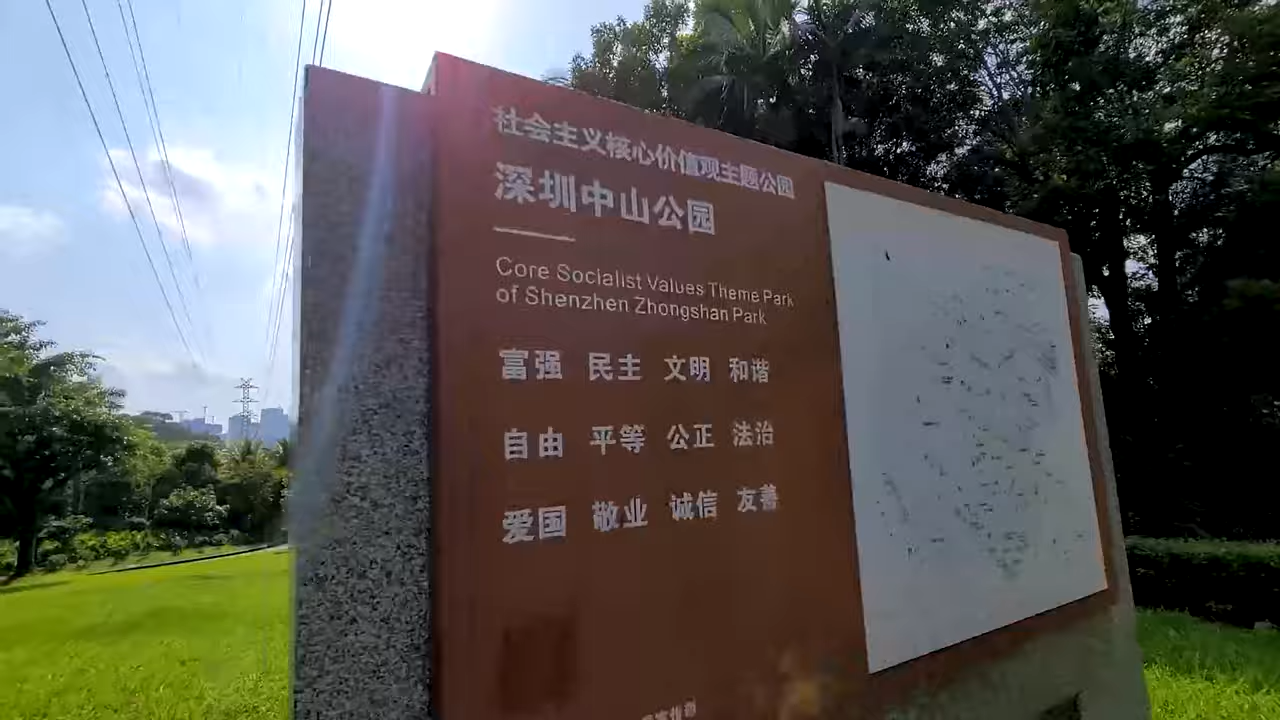 社会主义核心价值观主题公园
深圳中山公园
Core Socialist Values Theme Park
of Shenzhen Zhongshan Park
富强 民主 文明 和谐
自由 平等 公正 法治
爱国 敬业 诚信 友善